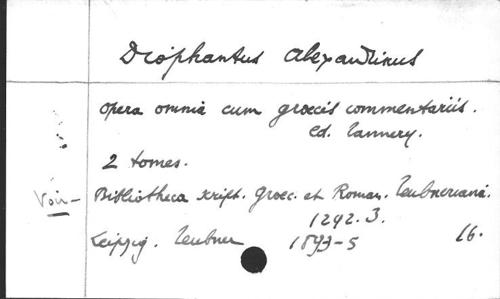 Diophantus Alexandrinus
Opera omnia cum graecis commentariis.
ed. Tannery.
2 tomes.
Voir – Bibliotheca script. Graec. et Roman. Teubneriana.
1292.3.
Leipzig. Teubner 1893-5 16.